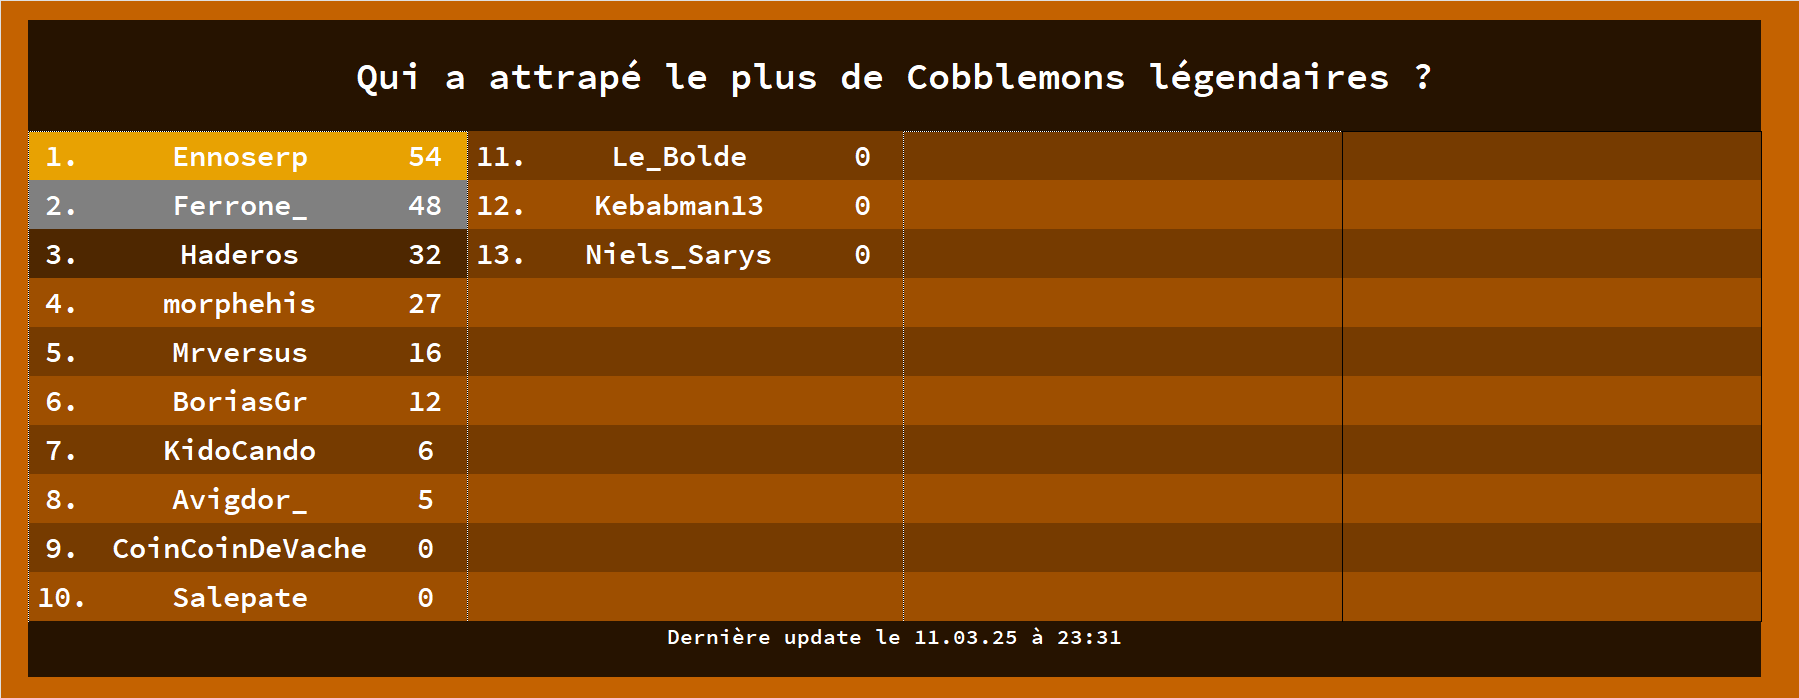 Qui a attrapé le plus de Cobblemons légendaires ?
1. Ennoserp 54
2. Ferrone_ 48
3. Haderos 32
4. morphehis 27
5. Mrversus 16
6. BoriasGr 12
7. KidoCando 6
8. Avigdor_ 5
9. CoinCoinDeVache 0
10. Salepate 0
11. Le_Bolde 0
12. Kebabman13 0
13. Niels_Sarys 0
Dernière update le 11.03.25 à 23:31